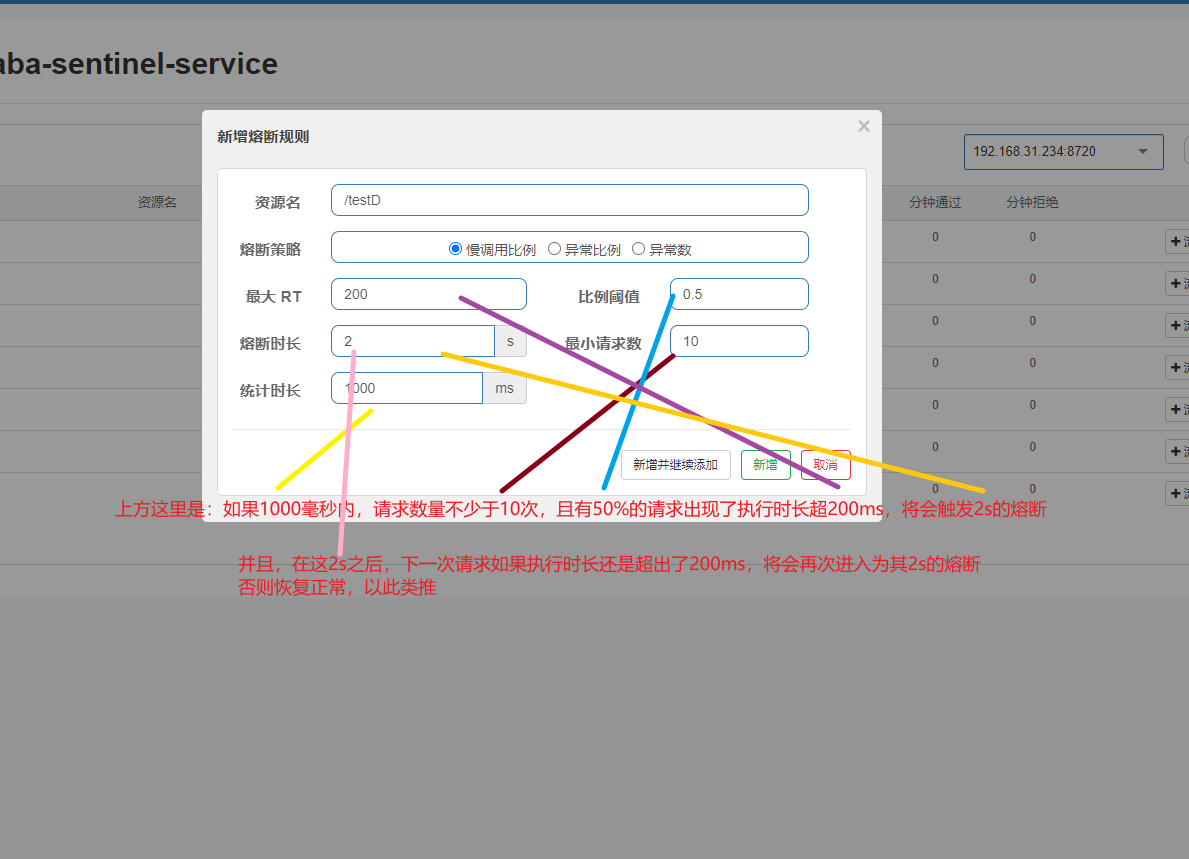 aba-sentinel-service
新增熔断规则
×
192.168.31.234:8720
资源名
分钟通过
分钟拒绝
资源名
/testD
熔断策略
慢调用比例
异常比例
异常数
最大 RT
200
比例阈值
0.5
熔断时长
2
s
最小请求数
10
统计时长
1000
ms
0
0
0
0
0
0
0
0
0
0
0
0
0
0
新增并继续添加
新增
取消
上方这里是：如果1000毫秒内，请求数量不少于10次，且有50%的请求出现了执行时长超200ms，将会触发2s的熔断
并且，在这2s之后，下一次请求如果执行时长还是超出了200ms，将会再次进入为其2s的熔断
否则恢复正常，以此类推